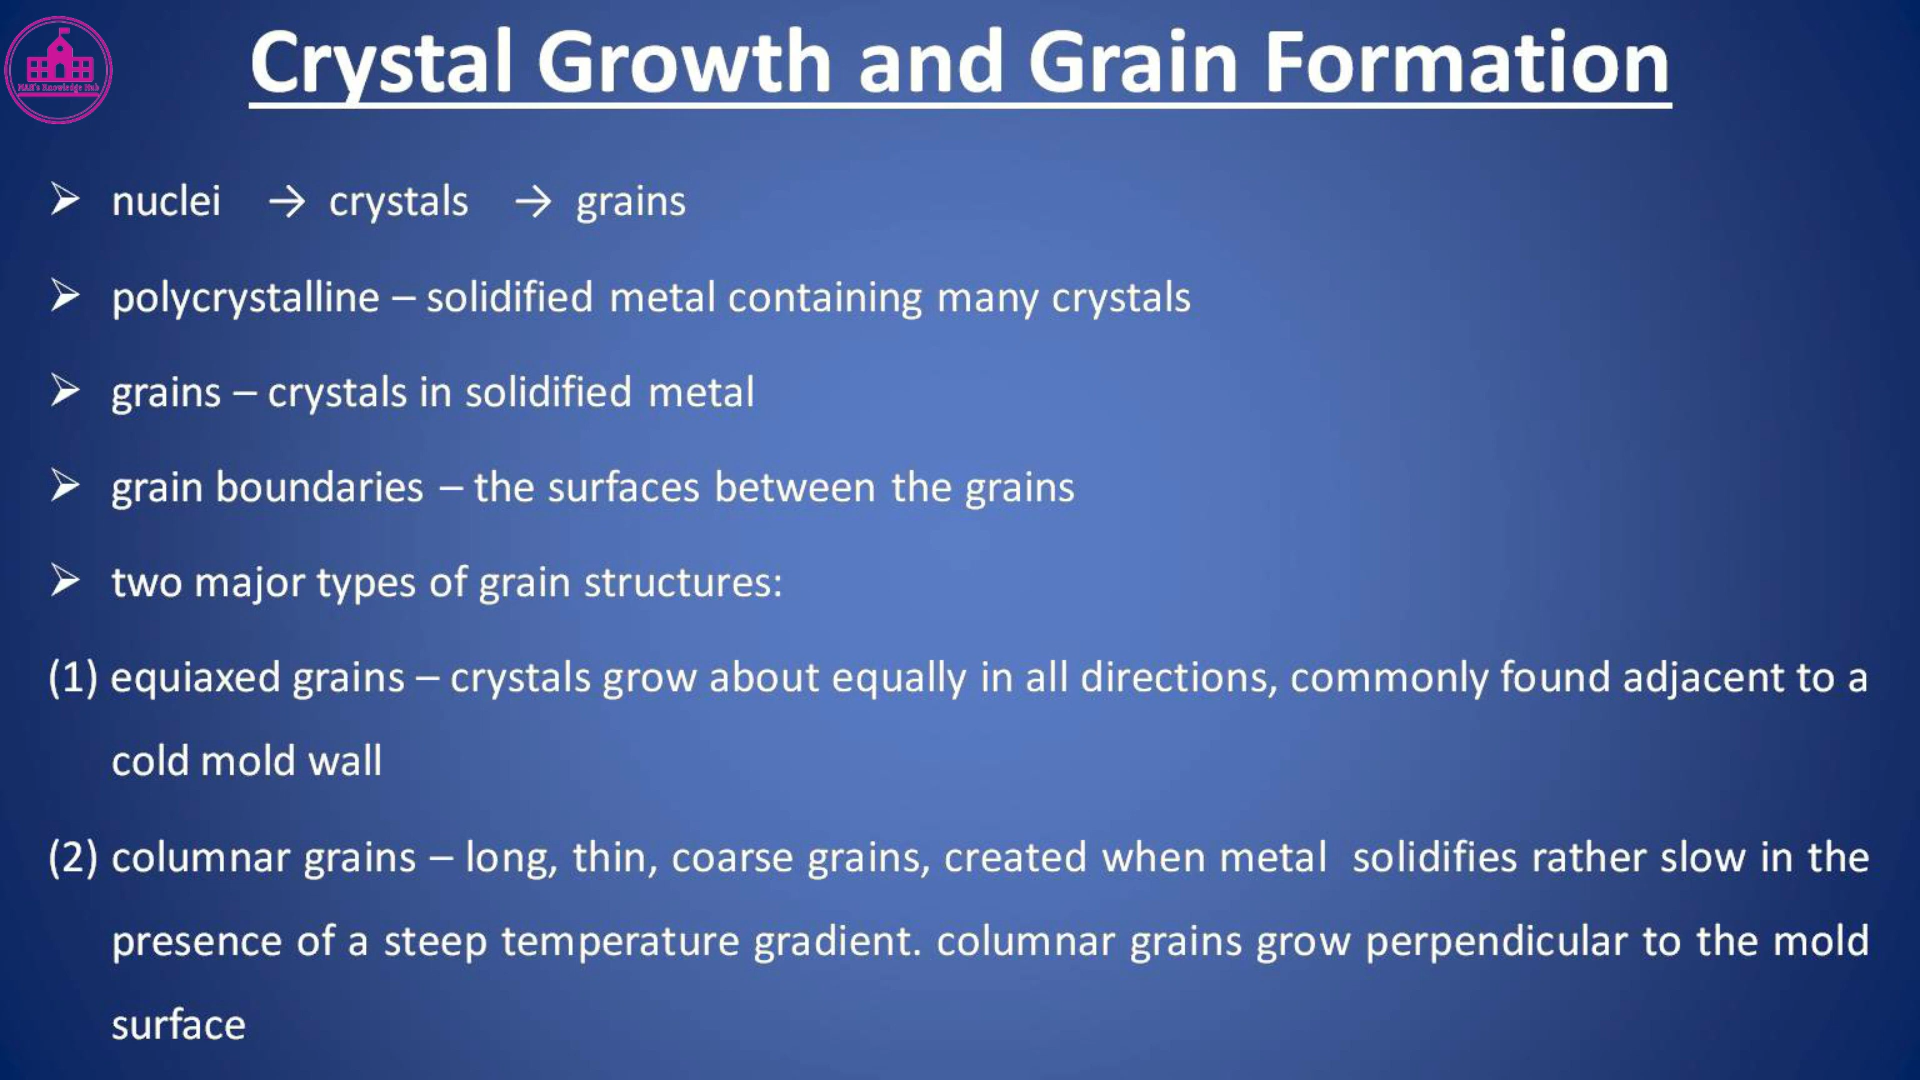 Crystal Growth and Grain Formation
NAH's Knowledge Hub
➢ nuclei → crystals → grains
➢ polycrystalline – solidified metal containing many crystals
➢ grains – crystals in solidified metal
➢ grain boundaries – the surfaces between the grains
➢ two major types of grain structures:
(1) equiaxed grains – crystals grow about equally in all directions, commonly found adjacent to a
cold mold wall
(2) columnar grains – long, thin, coarse grains, created when metal solidifies rather slow in the
presence of a steep temperature gradient. columnar grains grow perpendicular to the mold
surface